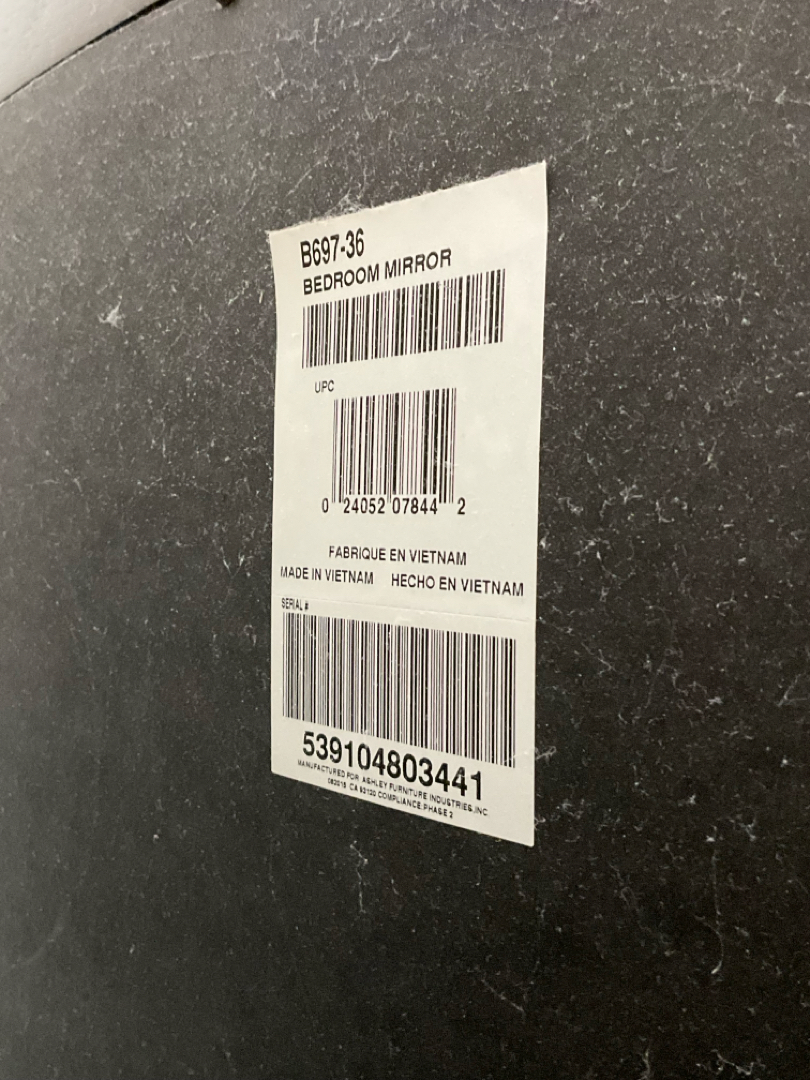 B697-36
BEDROOM MIRROR
UPC
0 24052 07844 2
FABRIQUE EN VIETNAM
MADE IN VIETNAM HECHO EN VIETNAM
SERIAL #
539104803441
MANUFACTURED FOR ASHLEY FURNITURE INDUSTRIES, INC.
CA 93120 COMPLIANCE PHASE 2